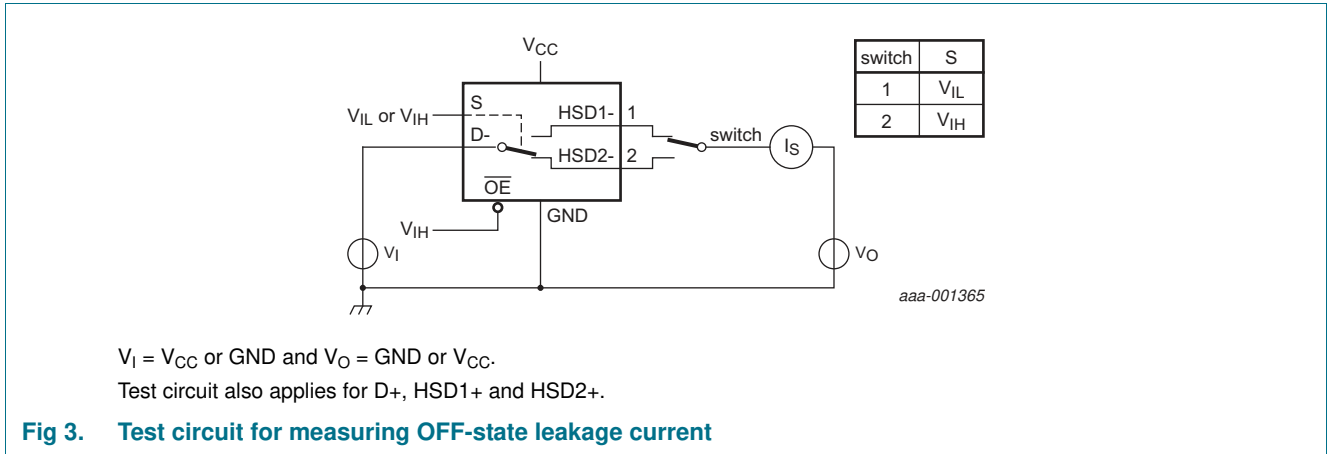 VCC
switch S
1 VIL
2 VIH
S
VIL or VIH
HSD1- 1
D-
switch
IS
HSD2- 2
OE
GND
VIH
VI
VO
aaa-001365
VI = VCC or GND and VO = GND or VCC.
Test circuit also applies for D+, HSD1+ and HSD2+.
Fig 3. Test circuit for measuring OFF-state leakage current